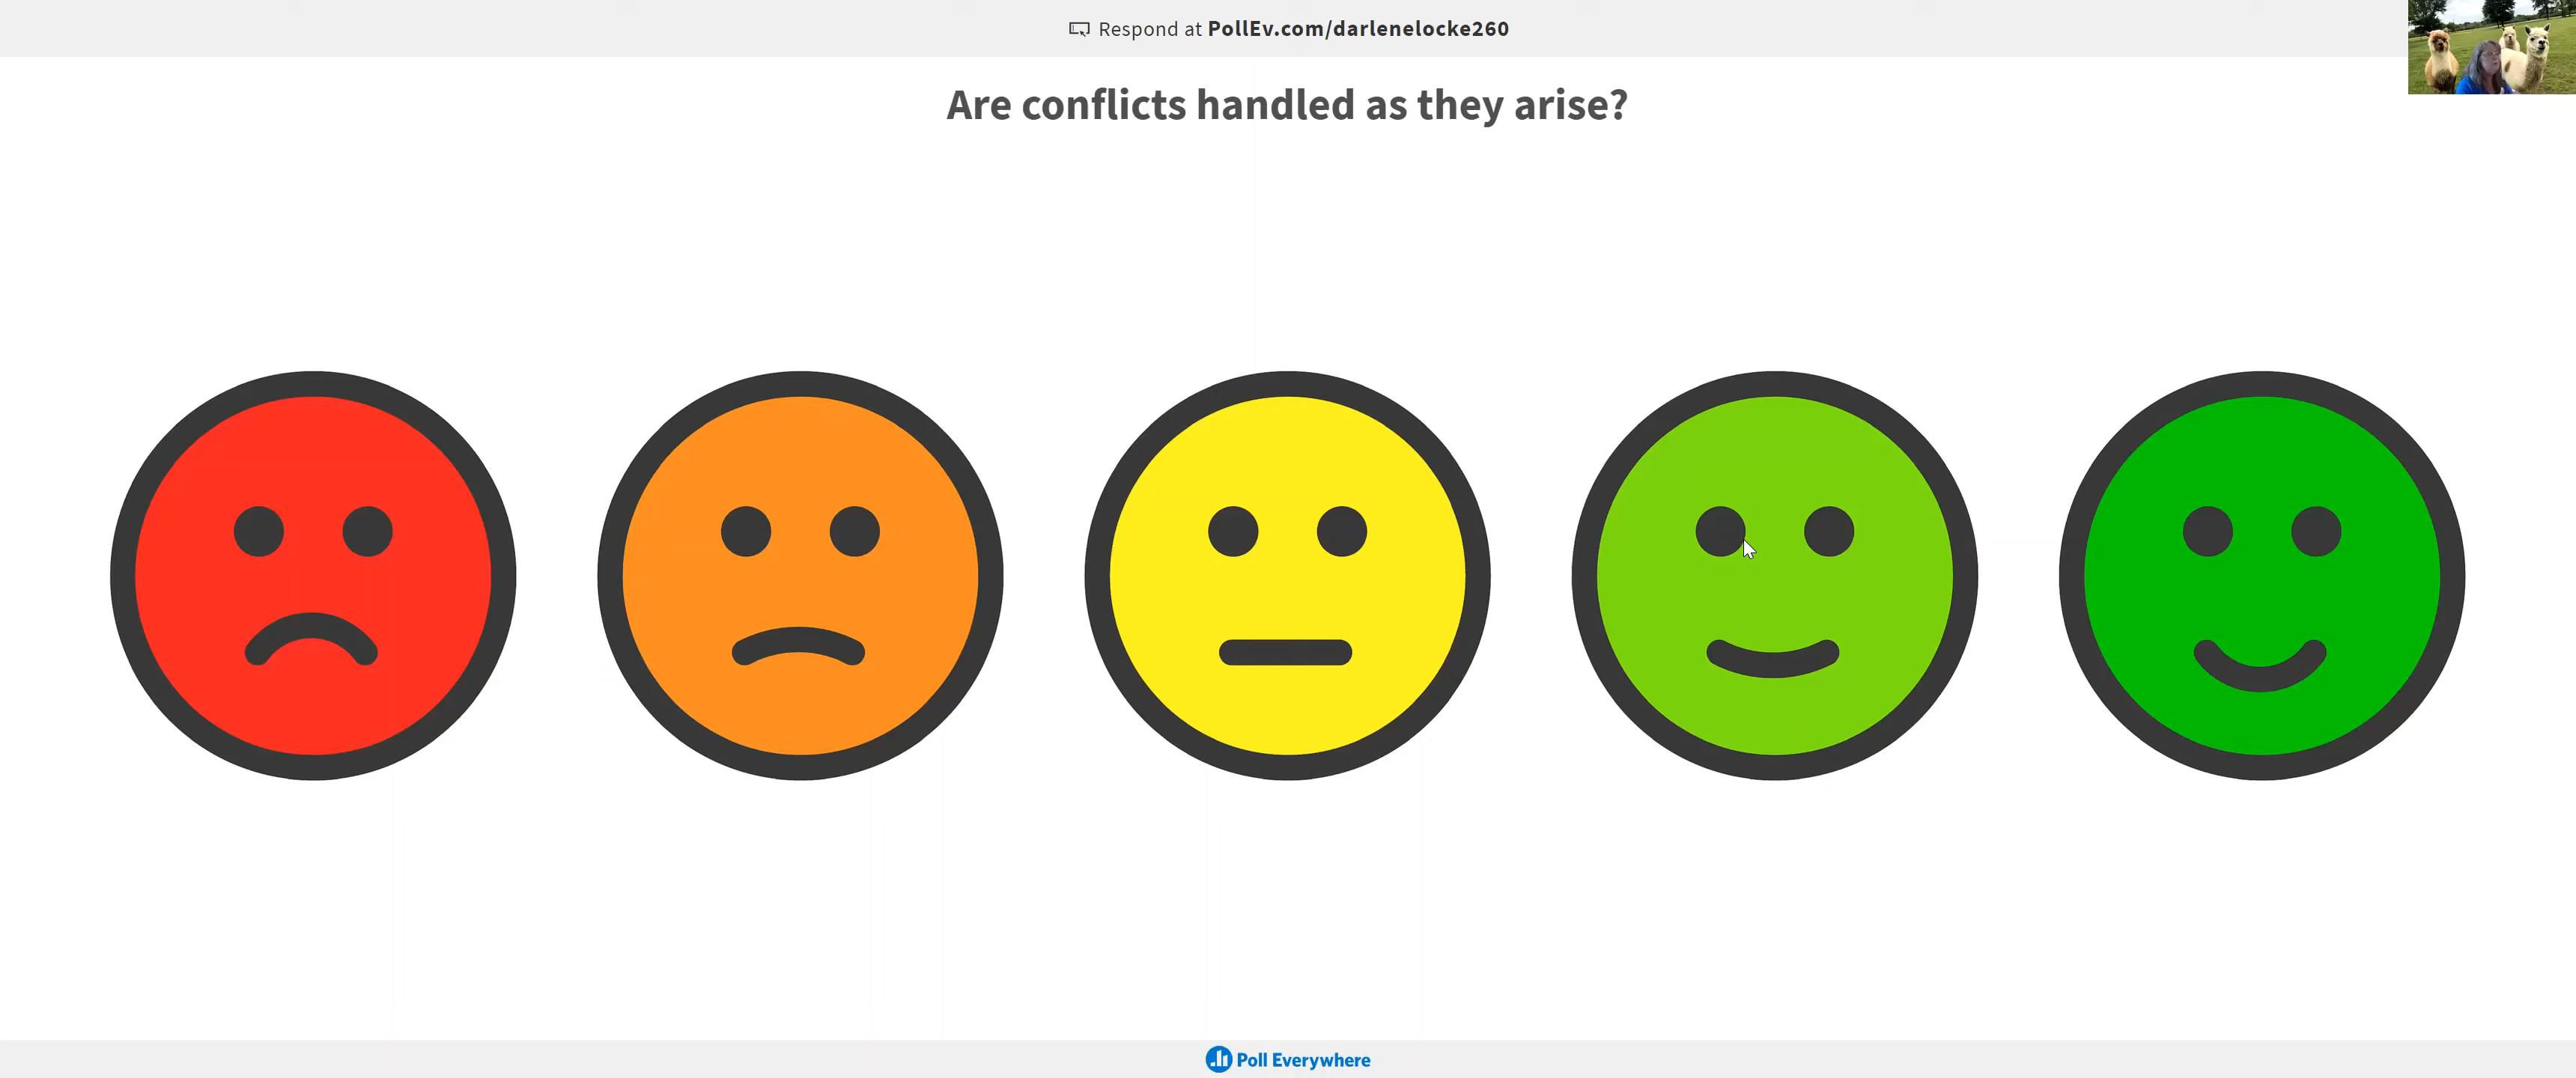 Respond at PollEv.com/darlenelocke260
Are conflicts handled as they arise?
Poll Everywhere